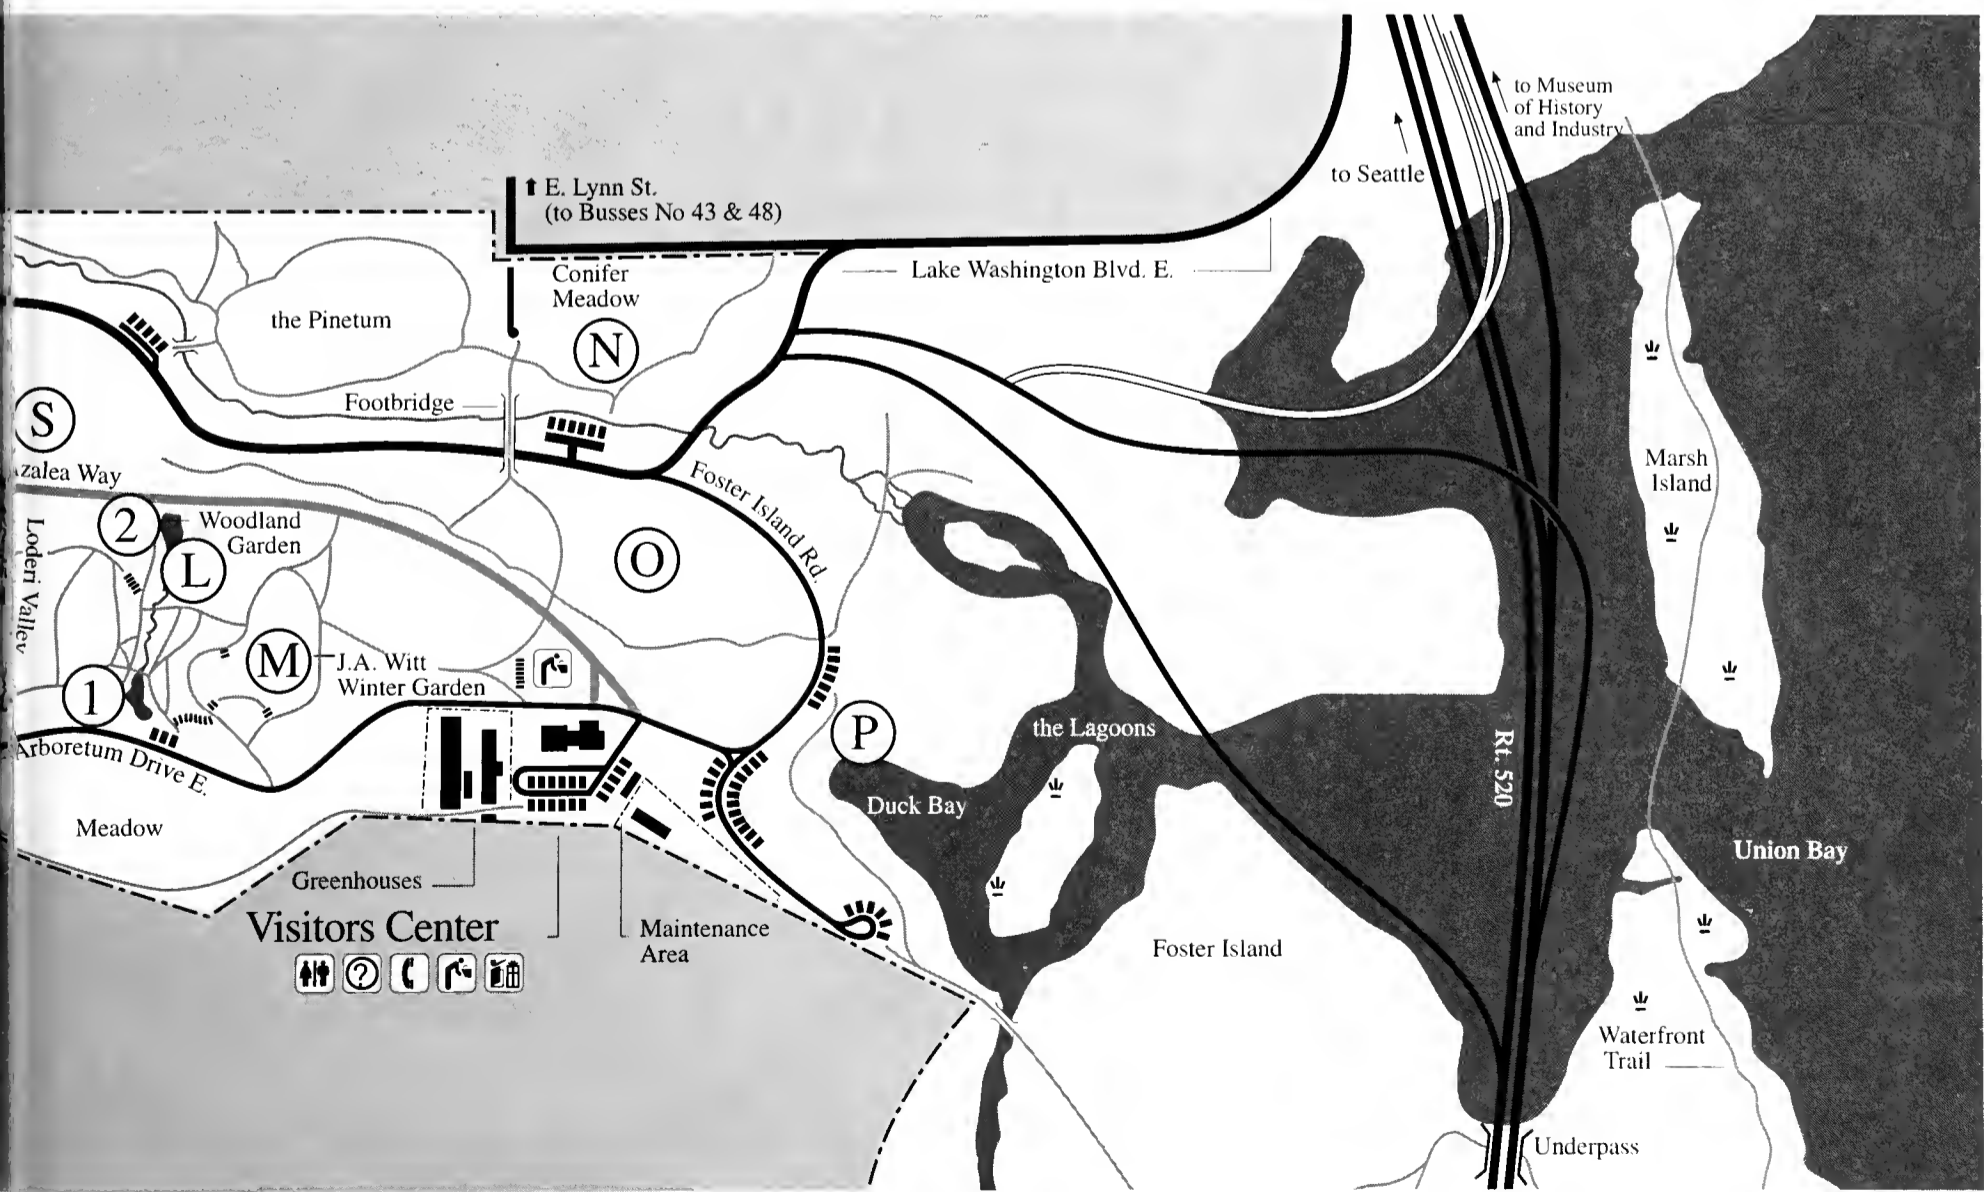 to Museum
of History
and Industry
to Seattle
E. Lynn St.
(to Busses No 43 & 48)
Conifer
Meadow
Lake Washington Blvd. E.
the Pinetum
N
Footbridge
S
zalea Way
Foster Island Rd.
Marsh
Island
2
Woodland
Garden
L
O
Loderi Valley
M
J.A. Witt
Winter Garden
1
P
the Lagoons
Arboretum Drive E.
Duck Bay
Rt. 520
Meadow
Union Bay
Greenhouses
Visitors Center
?
Maintenance
Area
Foster Island
Waterfront
Trail
Underpass